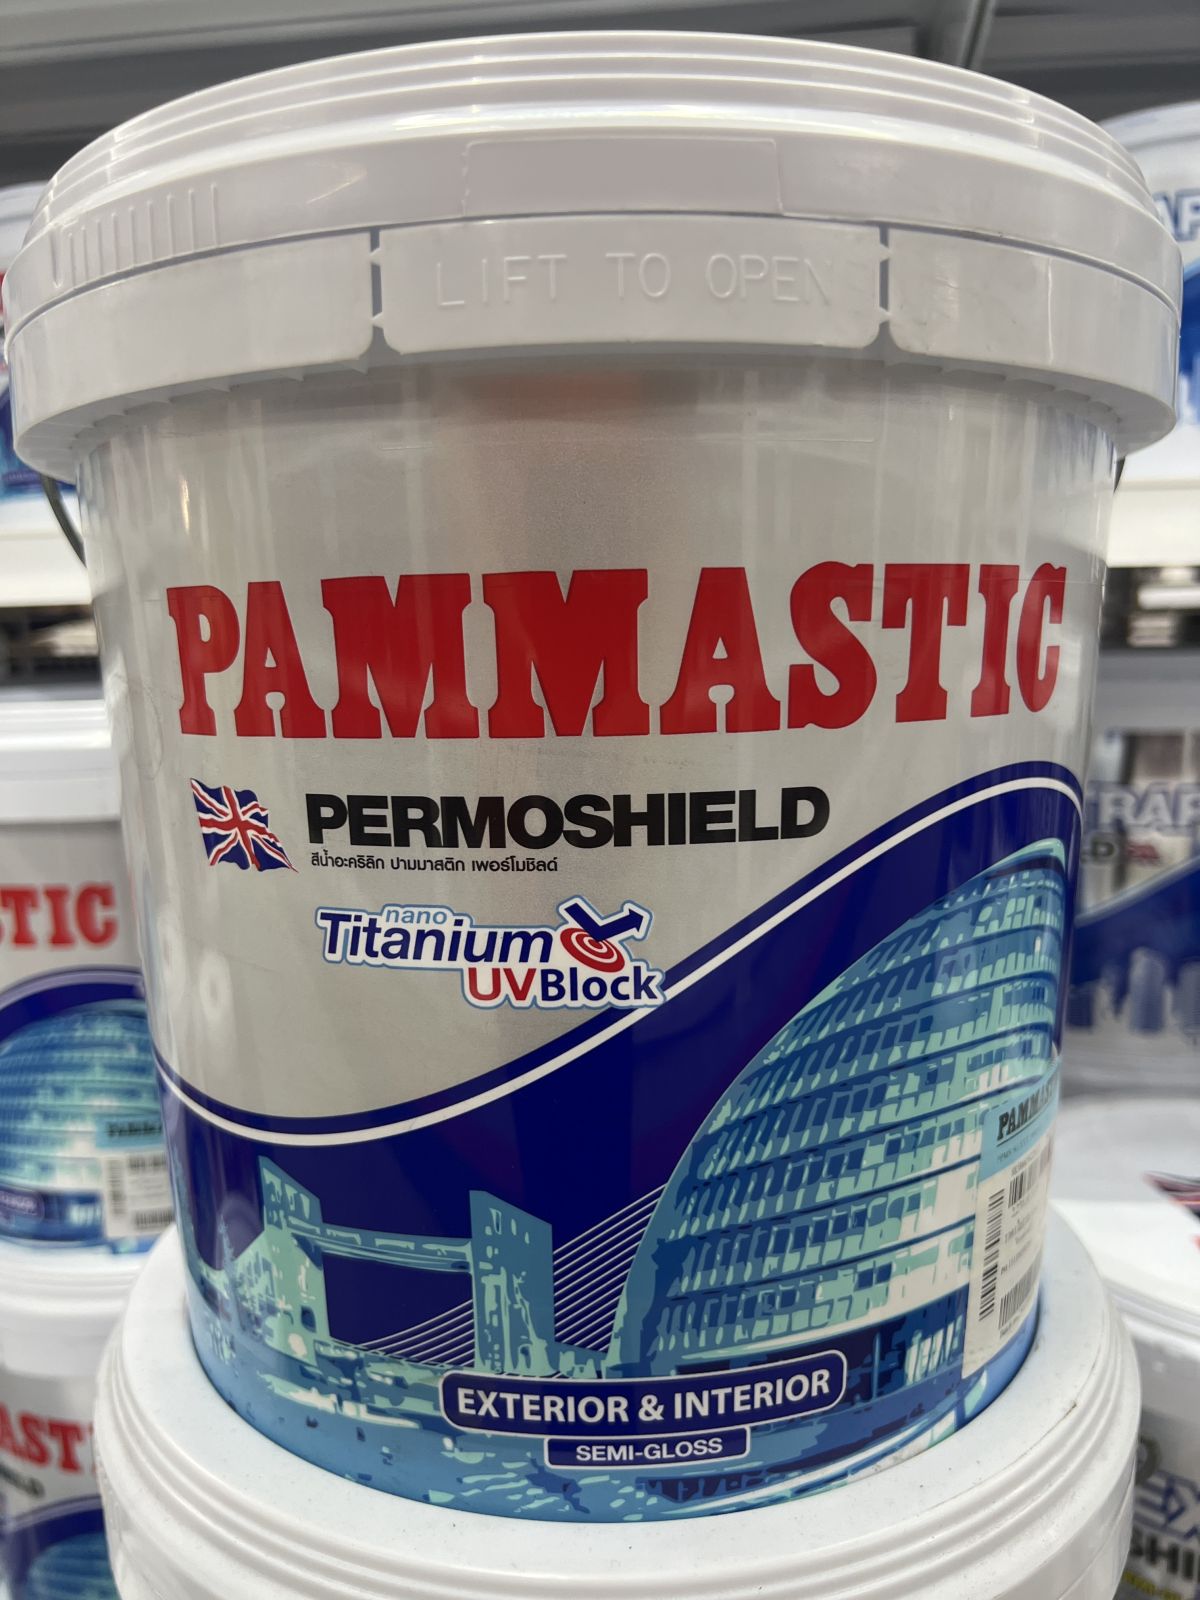 LIFT TO OPEN
PAMMASTIC
PERMOSHIELD
สีน้ำอะคริลิก ปามมาสติก เพอร์โมชิลด์
nano
Titanium
UVBlock
EXTERIOR & INTERIOR
SEMI-GLOSS
STIC